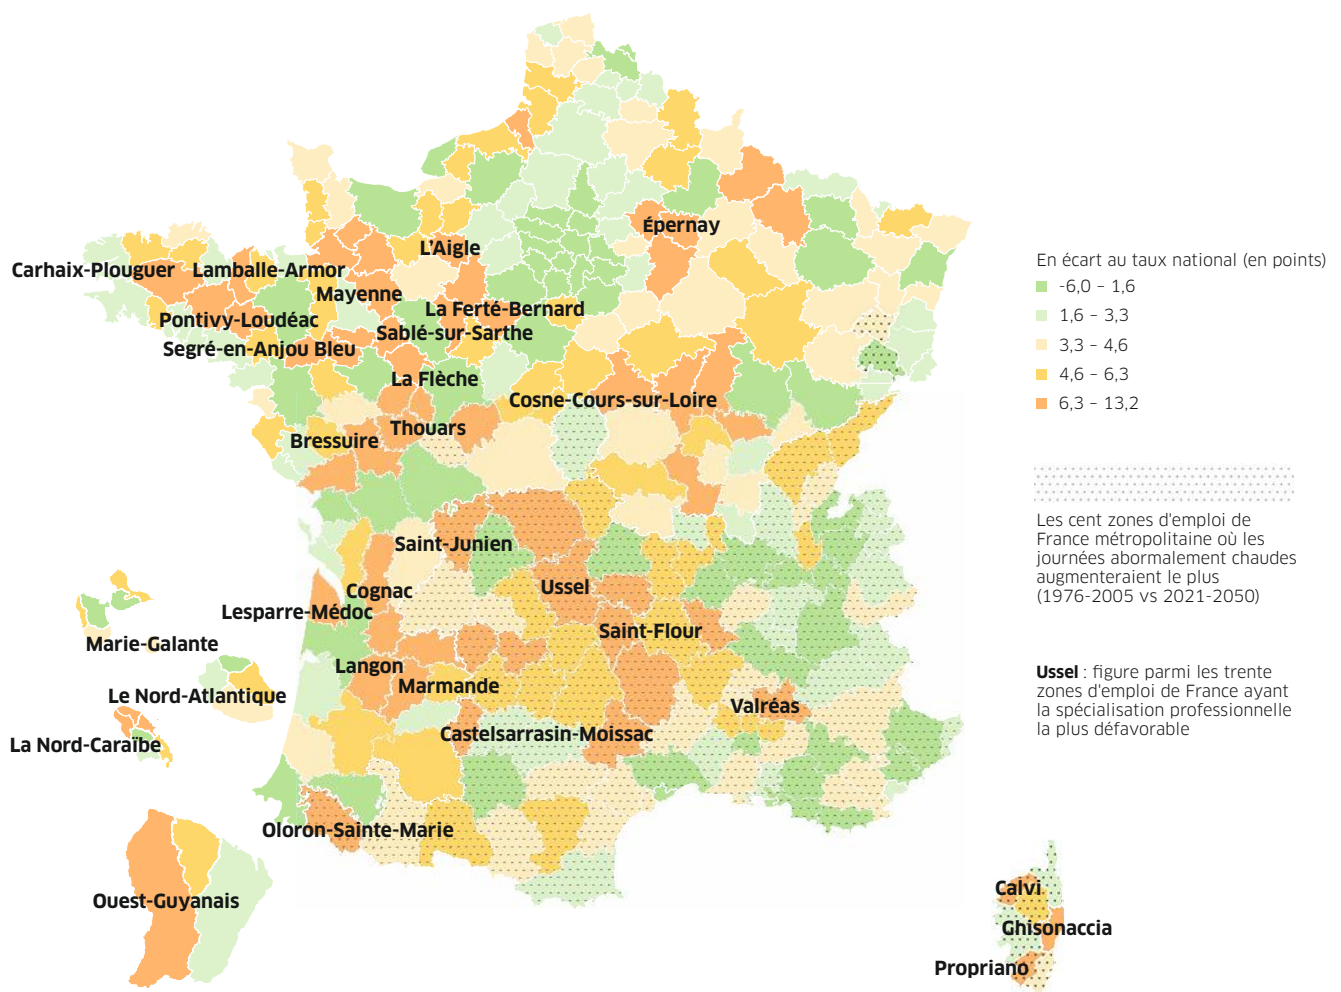 Épernay
L'Aigle
Carhaix-Plouguer
Lamballe-Armor
Mayenne
La Ferté-Bernard
Pontivy-Loudéac
Sablé-sur-Sarthe
Segré-en-Anjou Bleu
La Flèche
Cosne-Cours-sur-Loire
Thouars
Bressuire
Saint-Junien
Ussel
Cognac
Lesparre-Médoc
Saint-Flour
Marie-Galante
Langon
Marmande
Le Nord-Atlantique
Valréas
Castelsarrasin-Moissac
La Nord-Caraïbe
Oloron-Sainte-Marie
Ouest-Guyanais
Calvi
Ghisonaccia
Propriano
En écart au taux national (en points)
-6,0 – 1,6
1,6 – 3,3
3,3 – 4,6
4,6 – 6,3
6,3 – 13,2
Les cent zones d'emploi de
France métropolitaine où les
journées abormalement chaudes
augmenteraient le plus
(1976-2005 vs 2021-2050)
Ussel : figure parmi les trente
zones d'emploi de France ayant
la spécialisation professionnelle
la plus défavorable